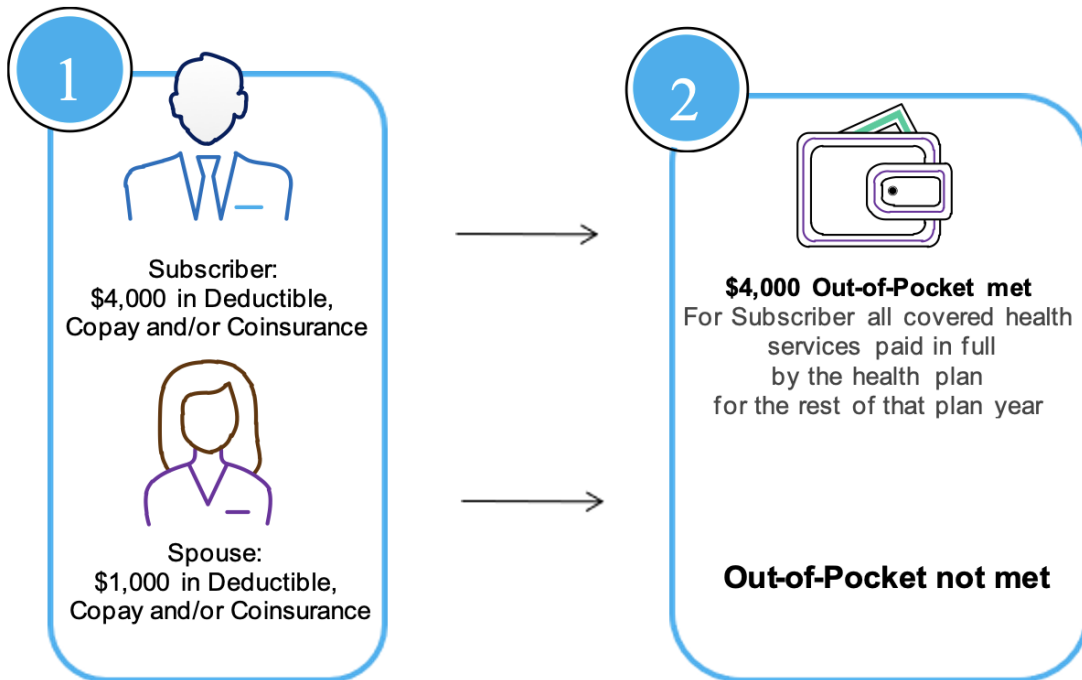 1
Subscriber:
$4,000 in Deductible,
Copay and/or Coinsurance
Spouse:
$1,000 in Deductible,
Copay and/or Coinsurance
2
$4,000 Out-of-Pocket met
For Subscriber all covered health
services paid in full
by the health plan
for the rest of that plan year
Out-of-Pocket not met